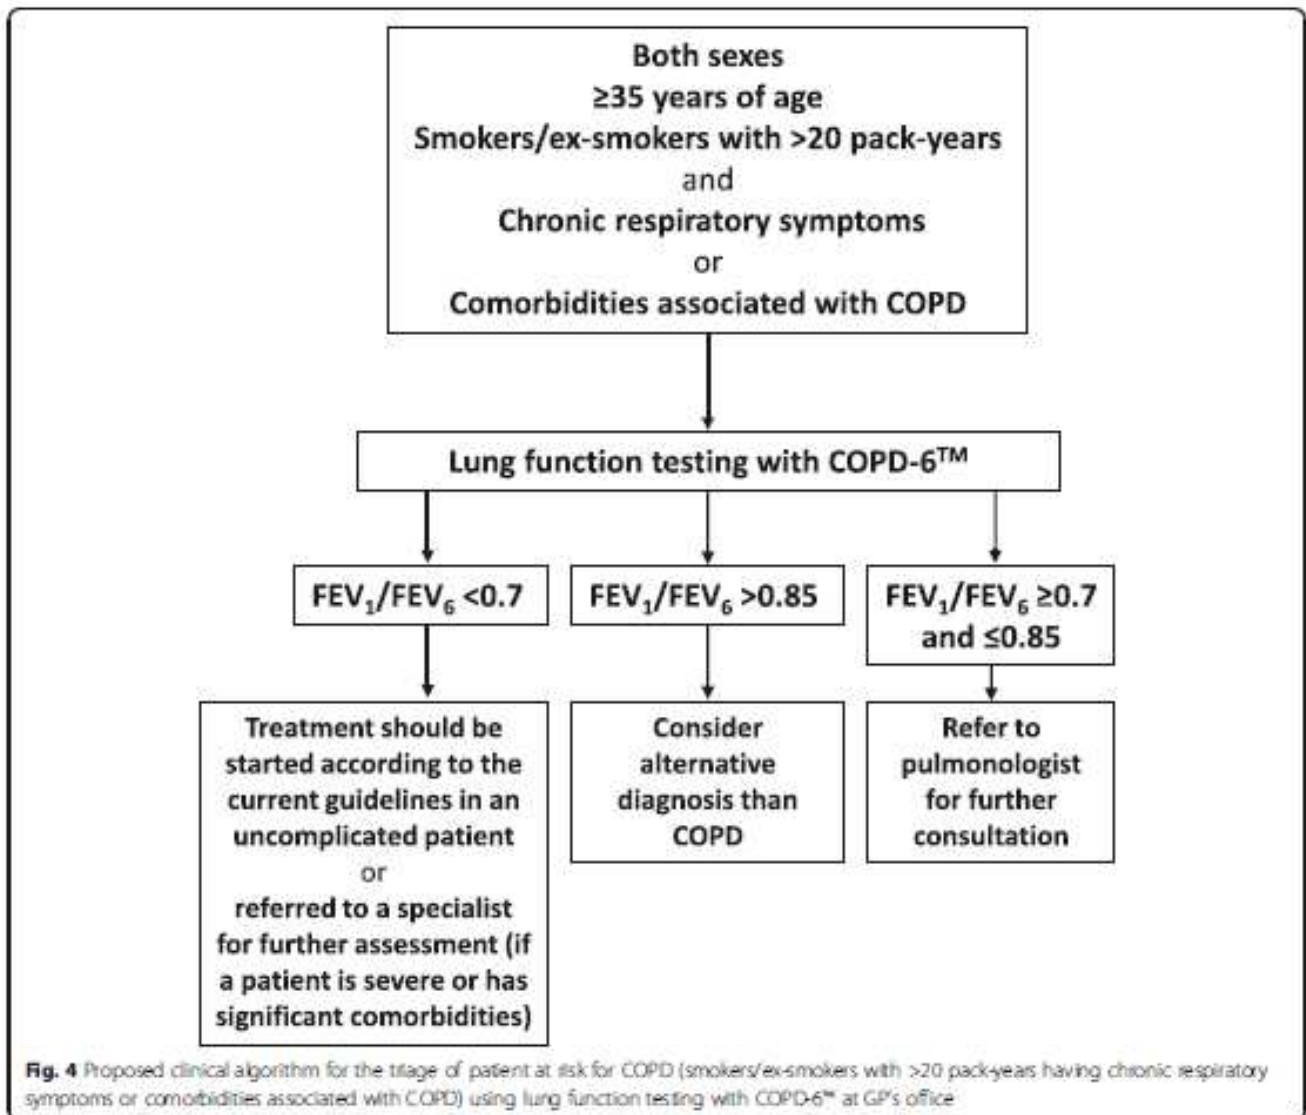 Both sexes
≥35 years of age
Smokers/ex-smokers with >20 pack-years
and
Chronic respiratory symptoms
or
Comorbidities associated with COPD
Lung function testing with COPD-6™
FEV₁/FEV₆ <0.7
FEV₁/FEV₆ >0.85
FEV₁/FEV₆ ≥0.7
and ≤0.85
Treatment should be
started according to the
current guidelines in an
uncomplicated patient
or
referred to a specialist
for further assessment (if
a patient is severe or has
significant comorbidities)
Consider
alternative
diagnosis than
COPD
Refer to
pulmonologist
for further
consultation
Fig. 4 Proposed clinical algorithm for the triage of patient at risk for COPD (smokers/ex-smokers with >20 pack-years having chronic respiratory
symptoms or comorbidities associated with COPD) using lung function testing with COPD-6™ at GP's office